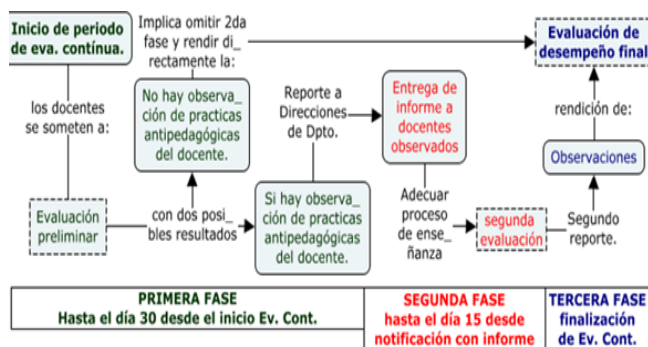 Inicio de periodo
de eva. contínua.
los docentes
se someten a:
Evaluación
preliminar
con dos posi_
bles resultados
No hay observa_
ción de practicas
antipedagógicas
del docente.
Implica omitir 2da
fase y rendir di_
rectamente la:
Si hay observa_
ción de practicas
antipedagógicas
del docente.
Reporte a
Direcciones
de Dpto.
Entrega de
informe a
docentes
observados
Adecuar
proceso
de ense_
ñanza
segunda
evaluación
Segundo
reporte.
Observaciones
rendición de:
Evaluación de
desempeño final
PRIMERA FASE
Hasta el día 30 desde el inicio Ev. Cont.
SEGUNDA FASE
hasta el día 15 desde
notificación con informe
TERCERA FASE
finalización
de Ev. Cont.